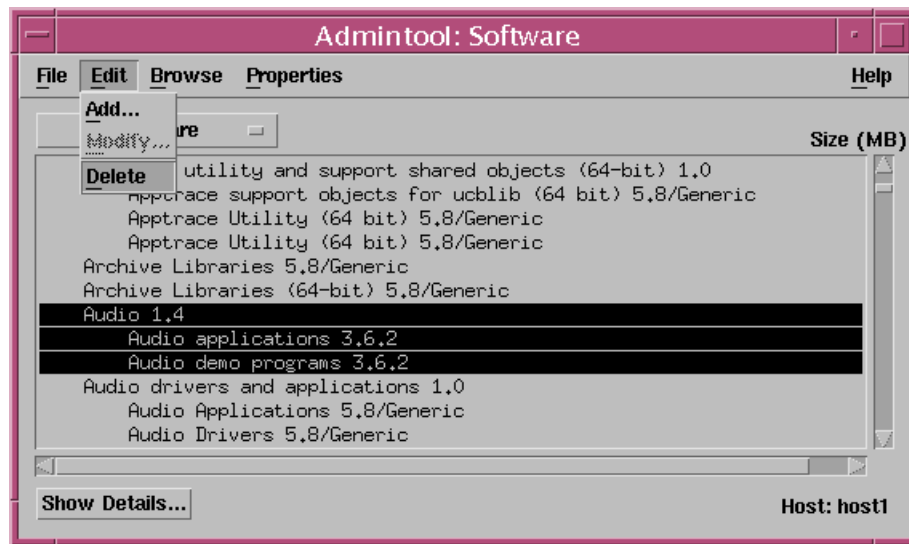 Admintool: Software
File Edit Browse Properties Help
Add...
Modify...
Delete
Size (MB)
utility and support shared objects (64-bit) 1.0
Apptrace support objects for ucblib (64 bit) 5.8/Generic
Apptrace Utility (64 bit) 5.8/Generic
Apptrace Utility (64 bit) 5.8/Generic
Archive Libraries 5.8/Generic
Archive Libraries (64-bit) 5.8/Generic
Audio 1.4
Audio applications 3.6.2
Audio demo programs 3.6.2
Audio drivers and applications 1.0
Audio Applications 5.8/Generic
Audio Drivers 5.8/Generic
Show Details... Host: host1